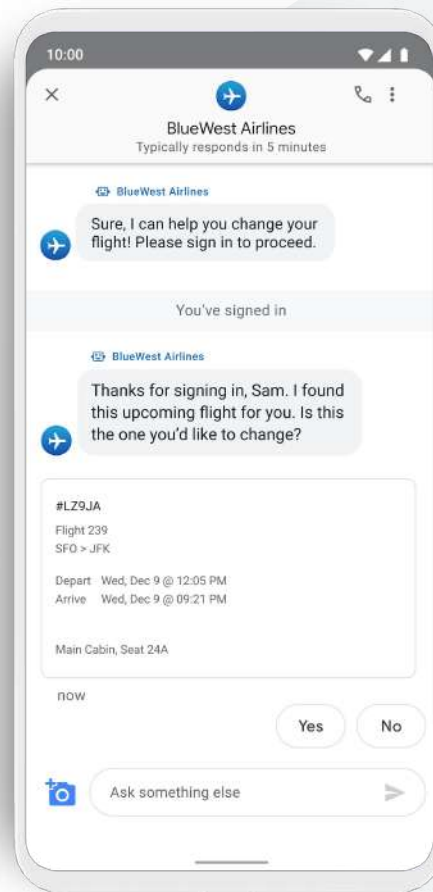 10:00
BlueWest Airlines
Typically responds in 5 minutes
BlueWest Airlines
Sure, I can help you change your
flight! Please sign in to proceed.
You've signed in
BlueWest Airlines
Thanks for signing in, Sam. I found
this upcoming flight for you. Is this
the one you'd like to change?
#LZ9JA
Flight 239
SFO > JFK
Depart Wed, Dec 9 @ 12:05 PM
Arrive Wed, Dec 9 @ 09:21 PM
Main Cabin, Seat 24A
now
Yes No
Ask something else